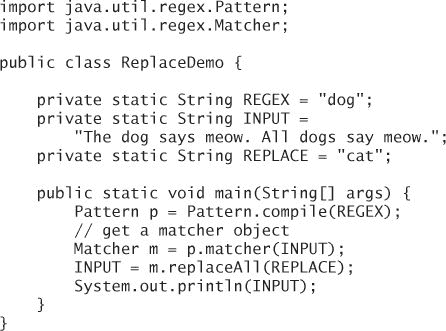 import java.util.regex.Pattern;
import java.util.regex.Matcher;

public class ReplaceDemo {

    private static String REGEX = "dog";
    private static String INPUT =
        "The dog says meow. All dogs say meow.";
    private static String REPLACE = "cat";

    public static void main(String[] args) {
        Pattern p = Pattern.compile(REGEX);
        // get a matcher object
        Matcher m = p.matcher(INPUT);
        INPUT = m.replaceAll(REPLACE);
        System.out.println(INPUT);
    }
}